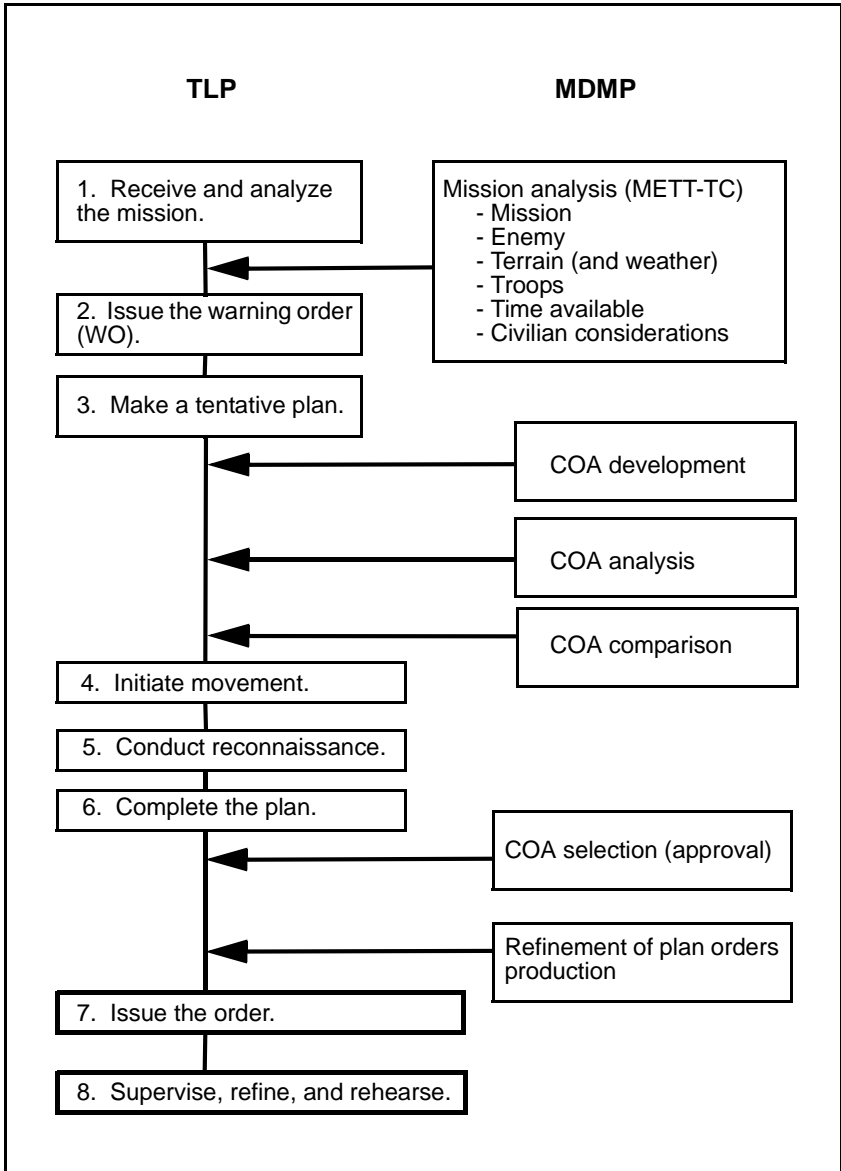 TLP
MDMP
1. Receive and analyze
the mission.
Mission analysis (METT-TC)
- Mission
- Enemy
- Terrain (and weather)
- Troops
- Time available
- Civilian considerations
2. Issue the warning order
(WO).
3. Make a tentative plan.
COA development
COA analysis
COA comparison
4. Initiate movement.
5. Conduct reconnaissance.
6. Complete the plan.
COA selection (approval)
Refinement of plan orders
production
7. Issue the order.
8. Supervise, refine, and rehearse.